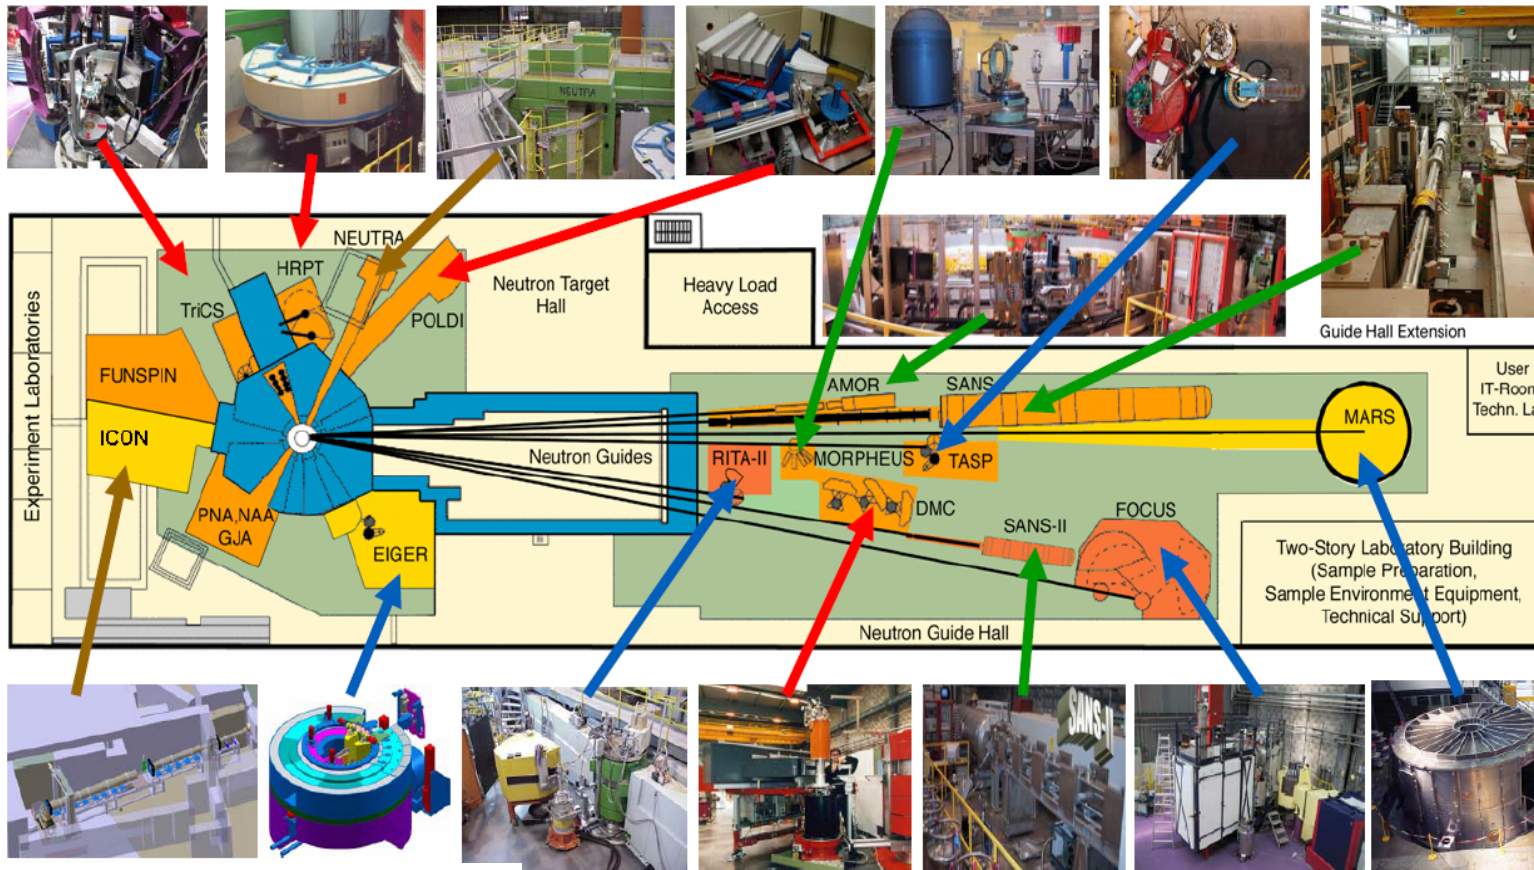 NEUTRA
NEUTRA
HRPT
Neutron Target
Hall
Heavy Load
Access
TriCS
POLDI
Guide Hall Extension
Experiment Laboratories
FUNSPIN
ICON
AMOR
SANS
MARS
User
IT-Room
Techn. La
Neutron Guides
RITA-II
MORPHEUS
TASP
PNA,NAA
GJA
EIGER
DMC
SANS-II
FOCUS
Two-Story Laboratory Building
(Sample Preparation,
Sample Environment Equipment,
Technical Support)
Neutron Guide Hall
SANS-II